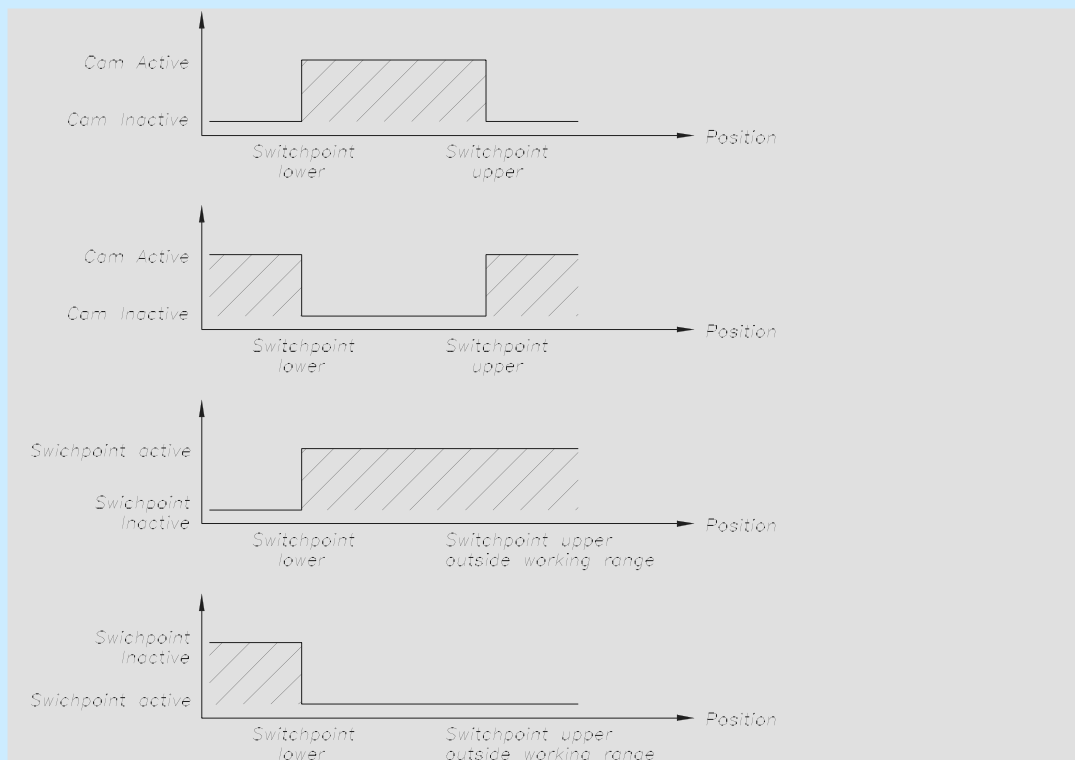 Cam Active
Cam Inactive
Position
Switchpoint
lower
Switchpoint
upper
Cam Active
Cam Inactive
Position
Switchpoint
lower
Switchpoint
upper
Swichpoint active
Swichpoint
Inactive
Position
Switchpoint
lower
Switchpoint upper
outside working range
Swichpoint
Inactive
Swichpoint active
Position
Switchpoint
lower
Switchpoint upper
outside working range